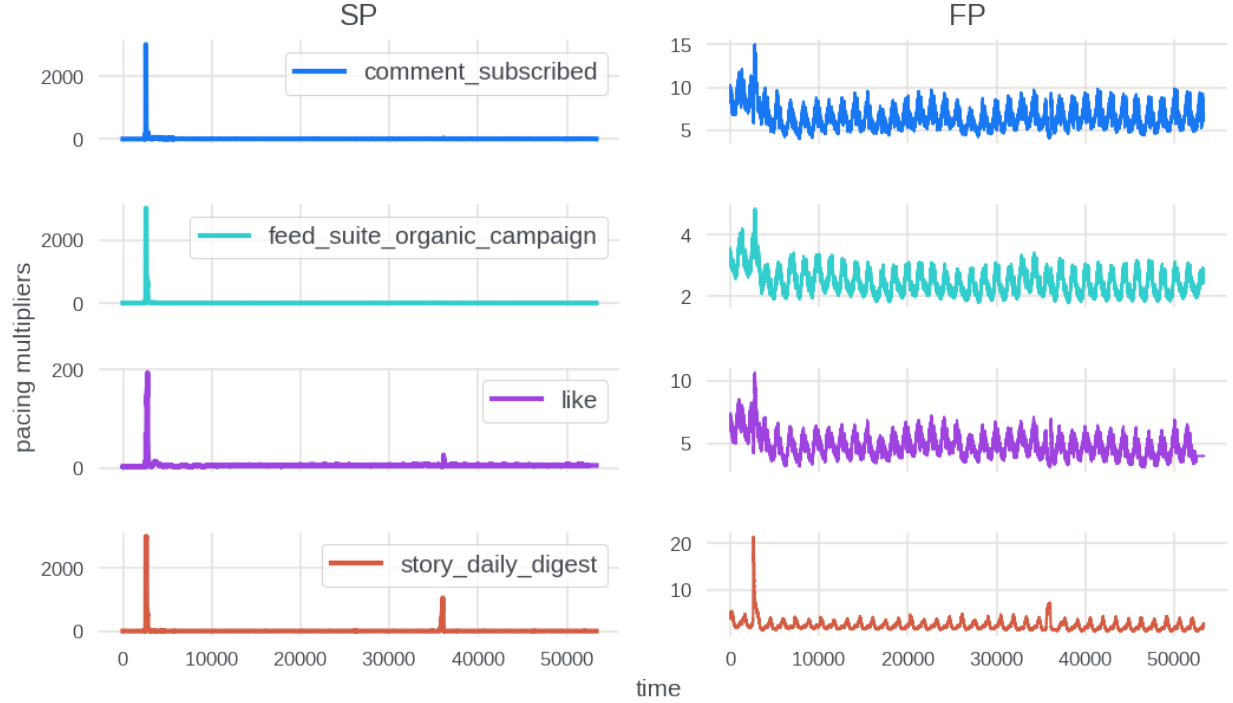 SP
FP
2000
0
comment_subscribed
15
10
5
2000
0
feed_suite_organic_campaign
4
2
pacing multipliers
200
0
like
10
5
2000
0
story_daily_digest
20
10
0 10000 20000 30000 40000 50000
0 10000 20000 30000 40000 50000
time